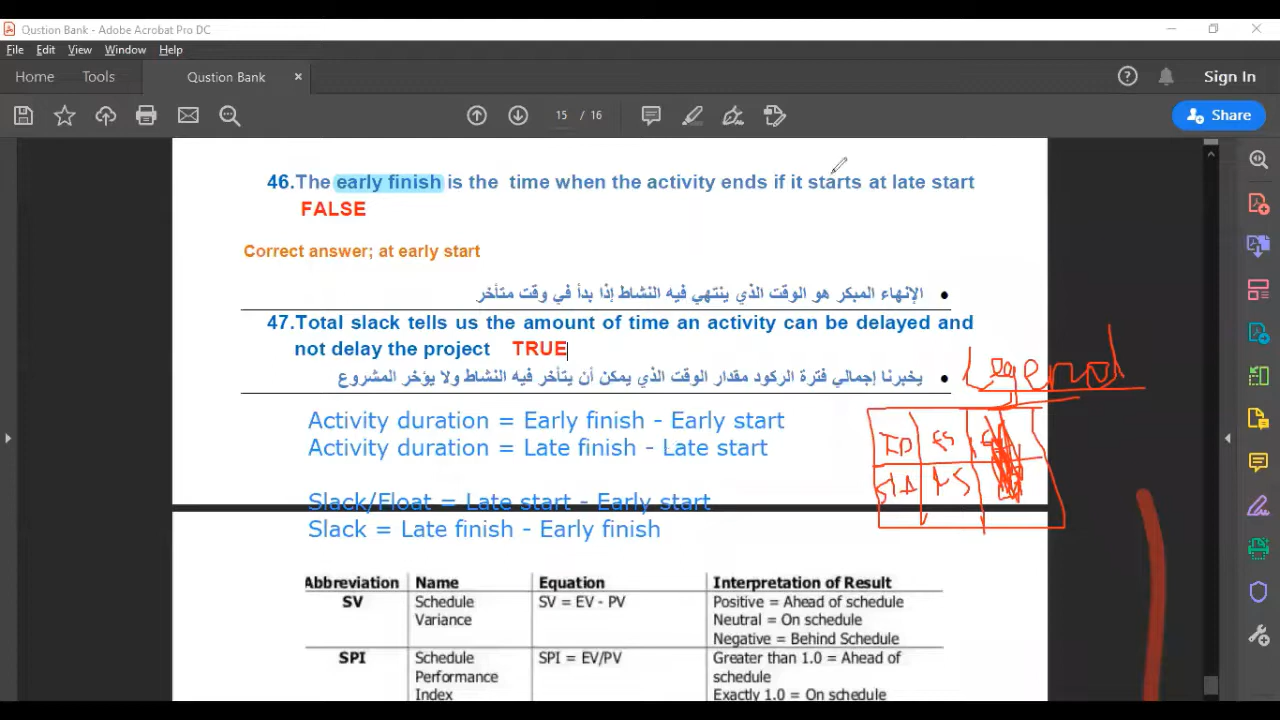 Qustion Bank - Adobe Acrobat Pro DC
File Edit View Window Help
Home Tools Qustion Bank × Sign In
15 / 16 Share
46.The early finish is the time when the activity ends if it starts at late start
FALSE
Correct answer; at early start
الإنهاء المبكر هو الوقت الذي ينتهي فيه النشاط إذا بدأ في وقت متأخر
47.Total slack tells us the amount of time an activity can be delayed and
not delay the project TRUE
يخبرنا إجمالي فترة الركود مقدار الوقت الذي يمكن أن يتأخر فيه النشاط ولا يؤخر المشروع
Legend
Activity duration = Early finish - Early start
Activity duration = Late finish - Late start
ID ES
LS
Slack/Float = Late start - Early start
Slack = Late finish - Early finish
Abbreviation Name Equation Interpretation of Result
SV Schedule SV = EV - PV Positive = Ahead of schedule
Variance Neutral = On schedule
Negative = Behind Schedule
SPI Schedule SPI = EV/PV Greater than 1.0 = Ahead of
Performance schedule
Index Exactly 1.0 = On schedule